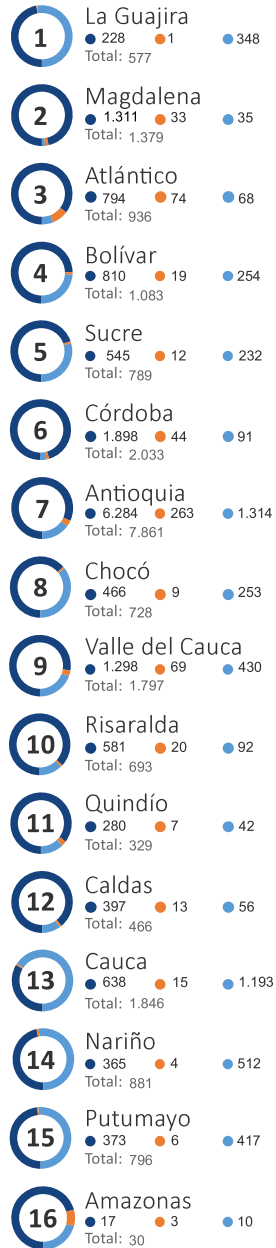 1
La Guajira
228 1 348
Total: 577
2
Magdalena
1.311 33 35
Total: 1.379
3
Atlántico
794 74 68
Total: 936
4
Bolívar
810 19 254
Total: 1.083
5
Sucre
545 12 232
Total: 789
6
Córdoba
1.898 44 91
Total: 2.033
7
Antioquia
6.284 263 1.314
Total: 7.861
8
Chocó
466 9 253
Total: 728
9
Valle del Cauca
1.298 69 430
Total: 1.797
10
Risaralda
581 20 92
Total: 693
11
Quindío
280 7 42
Total: 329
12
Caldas
397 13 56
Total: 466
13
Cauca
638 15 1.193
Total: 1.846
14
Nariño
365 4 512
Total: 881
15
Putumayo
373 6 417
Total: 796
16
Amazonas
17 3 10
Total: 30